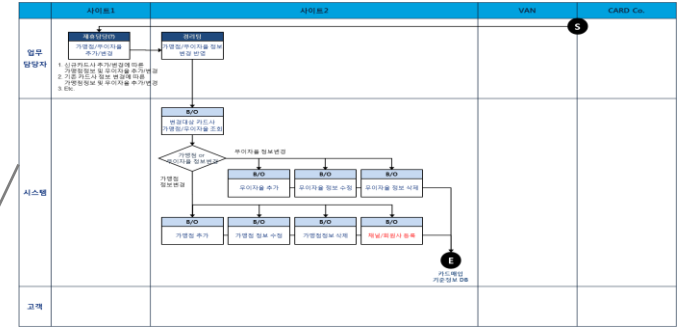 사이트1
사이트2
VAN
CARD Co.
S
업무
담당자
제휴담당자
가맹점/무이자율
추가/변경
관리팀
가맹점/무이자율 정보
변경 반영
1. 신규카드사 추가/변경에 따른
가맹점정보 및 무이자율 추가/변경
2. 기존 카드사 정보 변경에 따른
가맹점정보 및 무이자율 추가/변경
3. Etc.
시스템
B/O
변경대상 카드사
가맹점/무이자율 조회
가맹점 or
무이자율 정보변경
무이자율 정보변경
가맹점
정보변경
B/O
무이자율 추가
B/O
무이자율 정보 수정
B/O
무이자율 정보 삭제
B/O
가맹점 추가
B/O
가맹점 정보 수정
B/O
가맹점정보 삭제
B/O
채널/회원사 등록
E
카드매입
기준정보 DB
고객